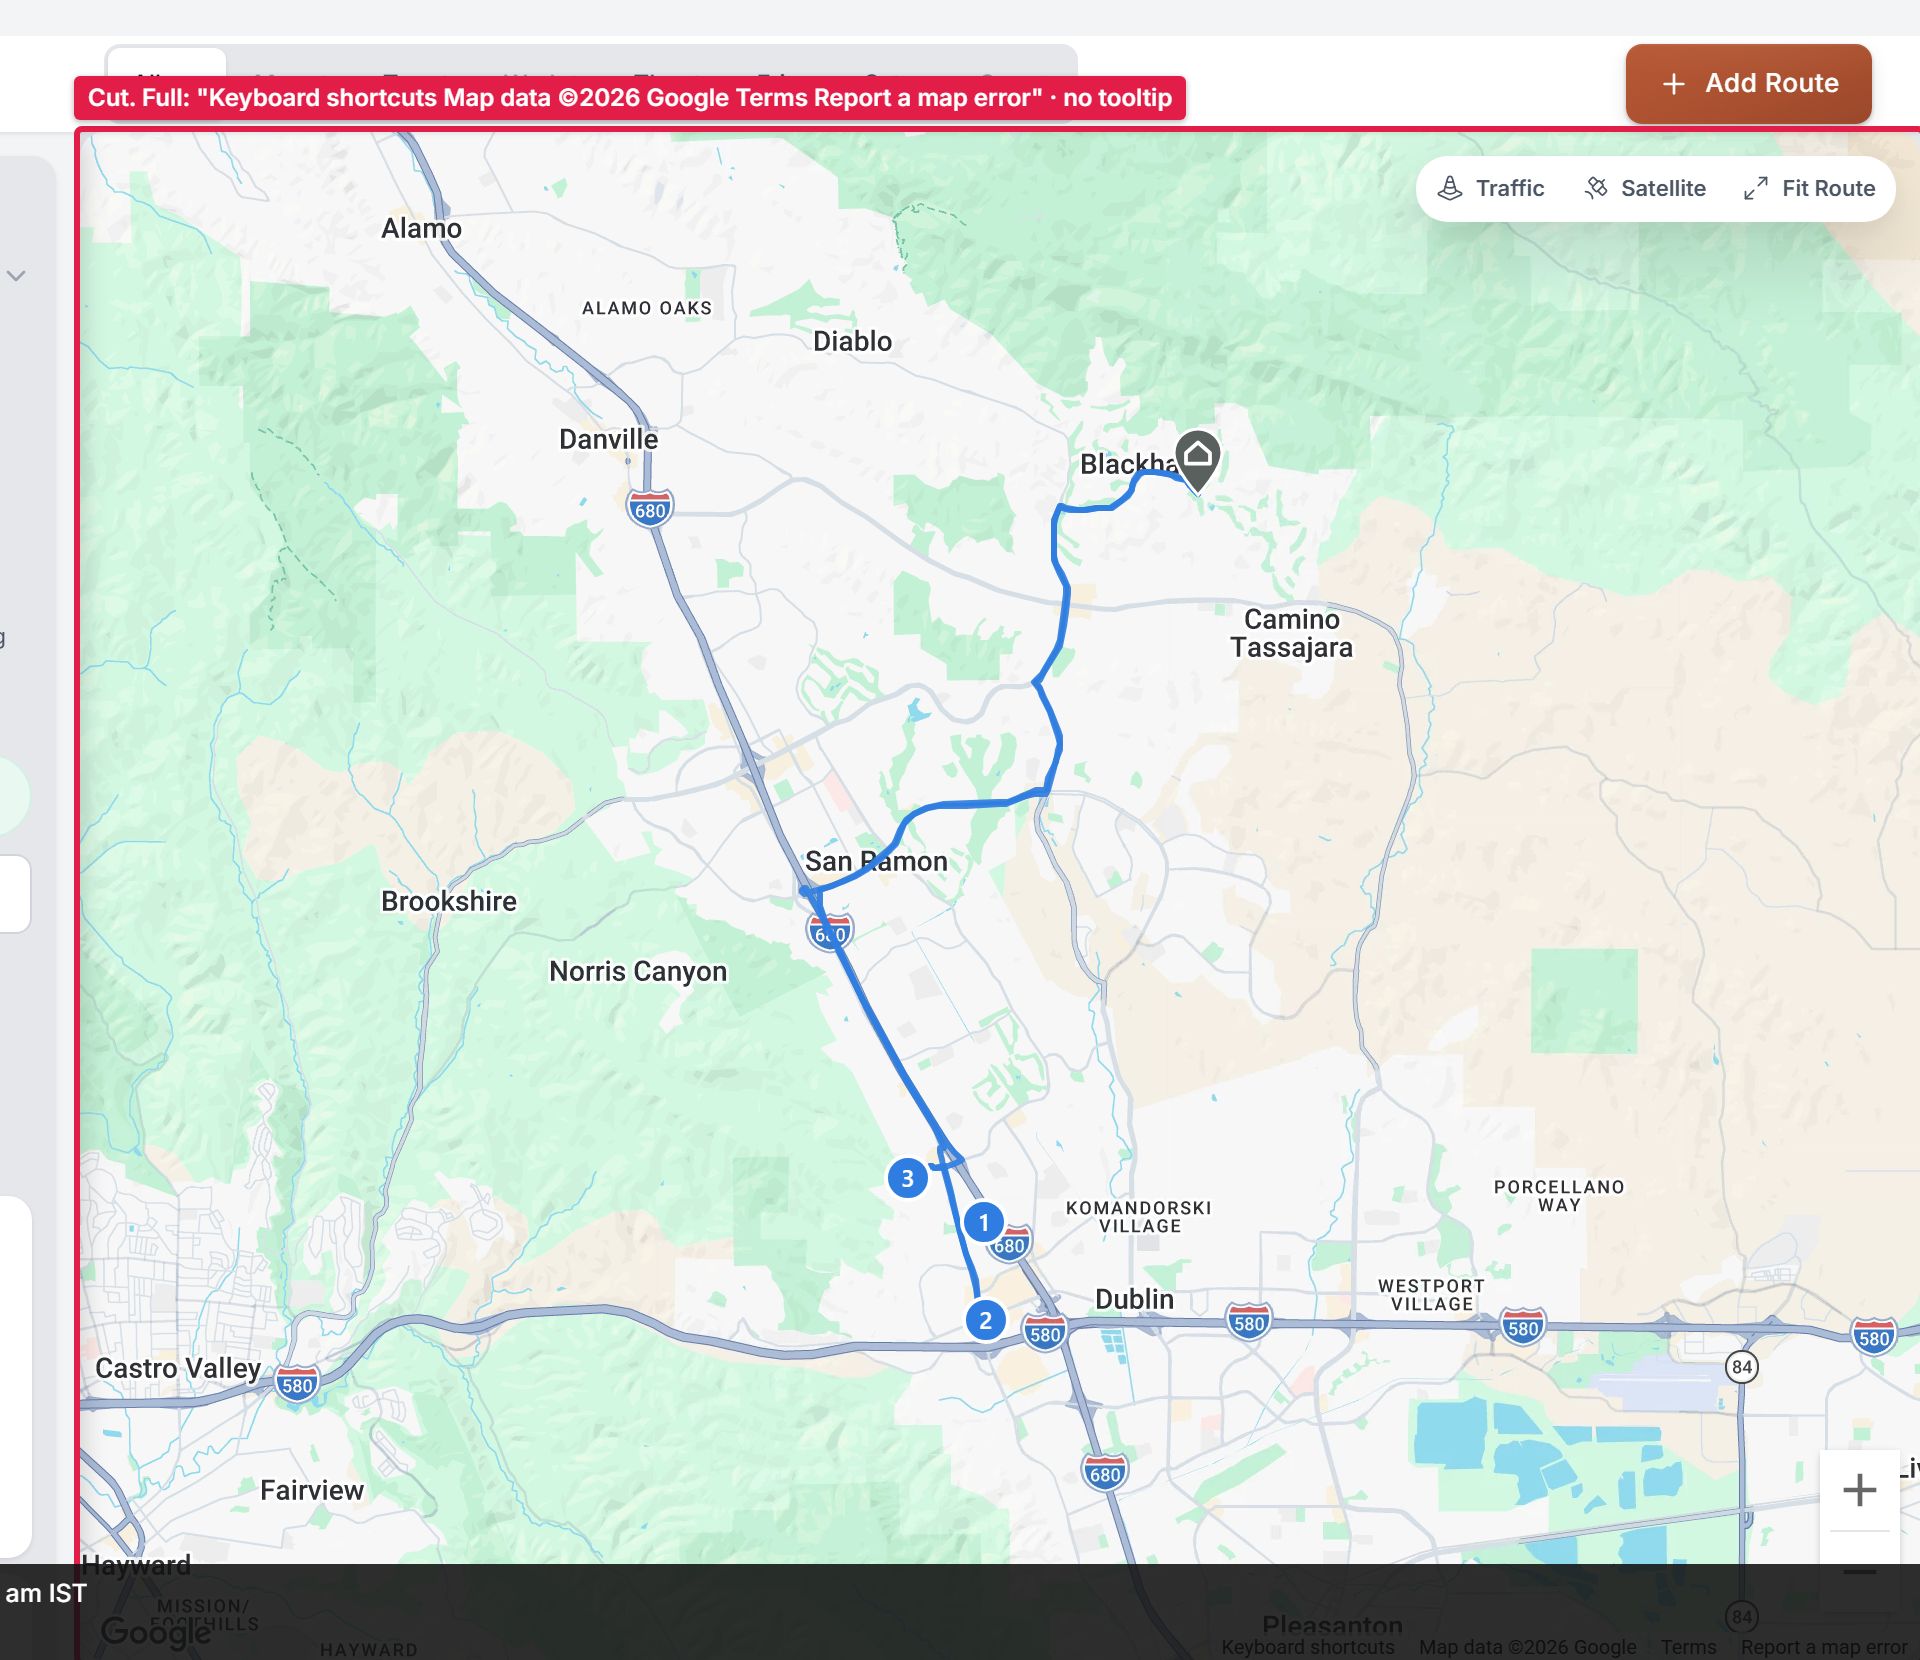 Add Route
Cut. Full: "Keyboard shortcuts Map data ©2026 Google Terms Report a map error" · no tooltip
Traffic
Satellite
Fit Route
Alamo
ALAMO OAKS
Diablo
Danville
680
Camino
Tassajara
San Ramon
680
Brookshire
Norris Canyon
3
1
680
KOMANDORSKI
VILLAGE
PORCELLANO
WAY
2
Dublin
WESTPORT
VILLAGE
580
580
580
580
84
Castro Valley
580
680
Fairview
Hayward
am IST
MISSION/
Google
HAYWARD
Pleasanton
84
Keyboard shortcuts
Map data ©2026 Google
Terms
Report a map error